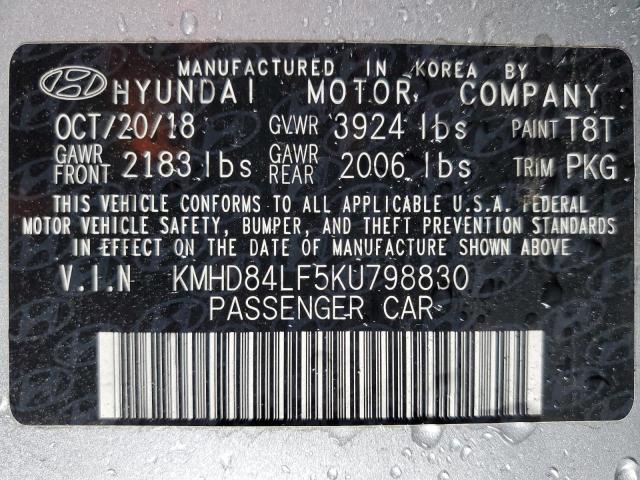 MANUFACTURED IN KOREA BY
HYUNDAI MOTOR COMPANY
OCT/20/18 GVWR 3924 lbs PAINT T8T
GAWR FRONT 2183 lbs GAWR REAR 2006 lbs TRIM PKG
THIS VEHICLE CONFORMS TO ALL APPLICABLE U.S.A. FEDERAL
MOTOR VEHICLE SAFETY, BUMPER, AND THEFT PREVENTION STANDARDS
IN EFFECT ON THE DATE OF MANUFACTURE SHOWN ABOVE.
V.I.N KMHD84LF5KU798830
PASSENGER CAR